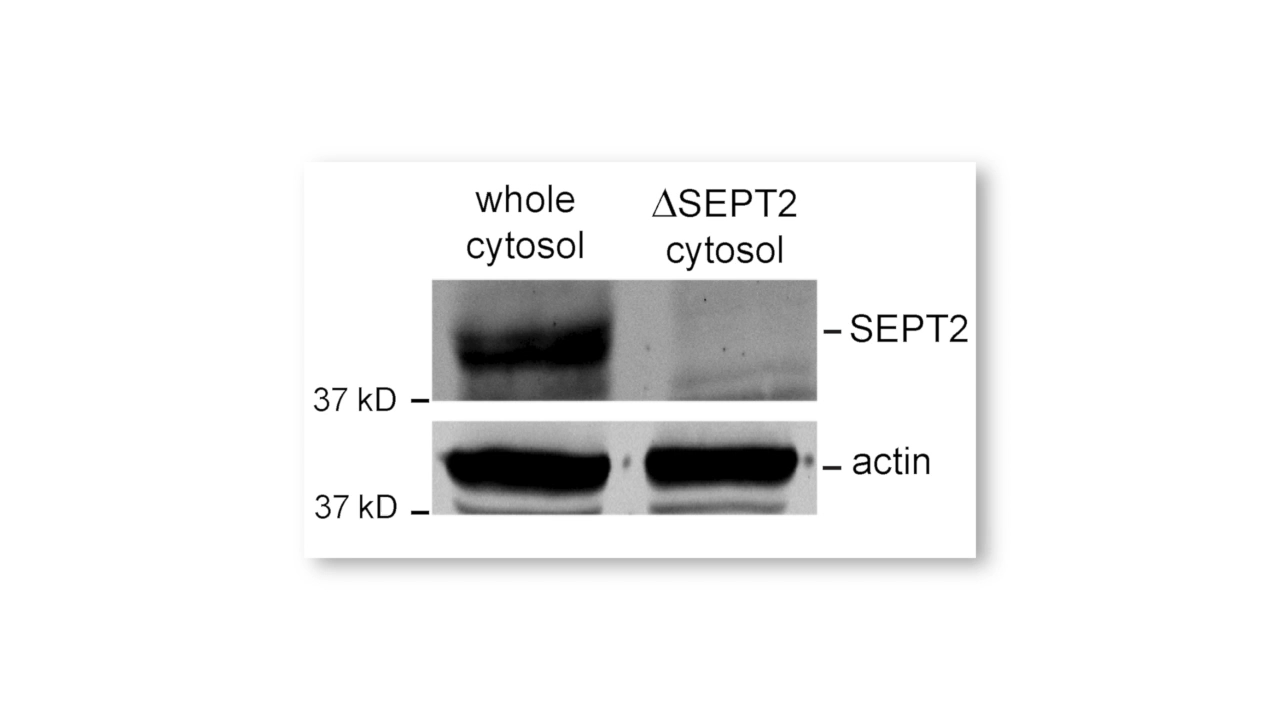 whole
cytosol
ΔSEPT2
cytosol
– SEPT2
37 kD –
– actin
37 kD –